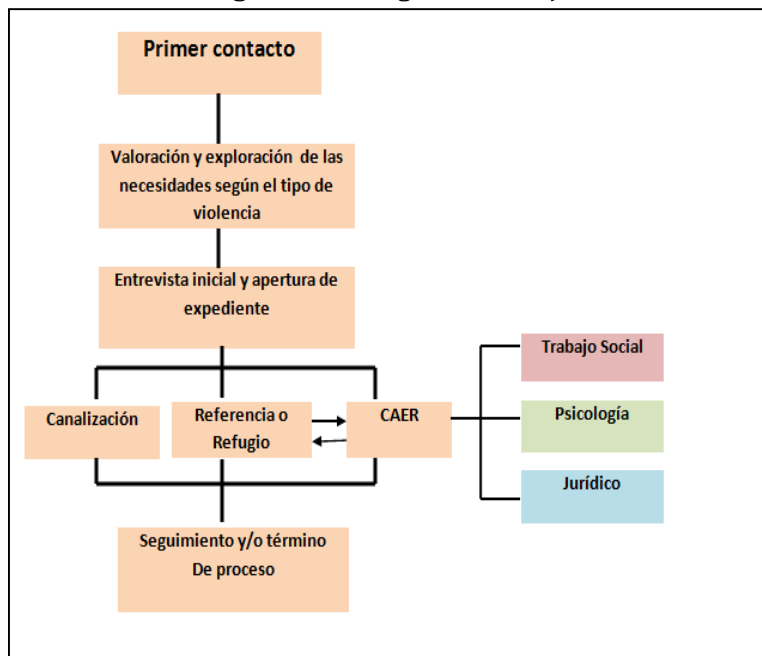 Primer contacto
Valoración y exploración de las
necesidades según el tipo de
violencia
Entrevista inicial y apertura de
expediente
Canalización
Referencia o
Refugio
CAER
Trabajo Social
Psicología
Jurídico
Seguimiento y/o término
De proceso